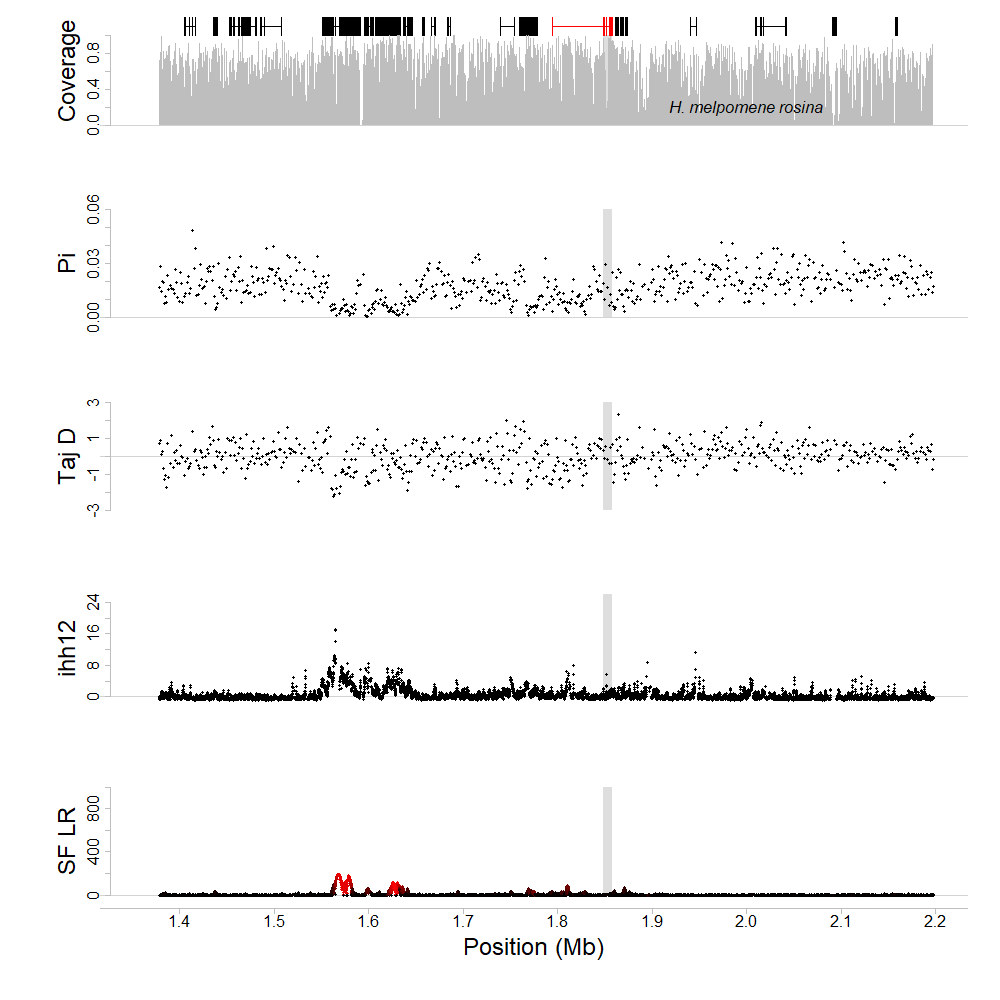 Coverage
0.0 0.4 0.8
H. melpomene rosina
Pi
0.00 0.03 0.06
Taj D
-3 -1 1 3
ihh12
0 8 16 24
SF LR
0 400 800
1.4 1.5 1.6 1.7 1.8 1.9 2.0 2.1 2.2
Position (Mb)